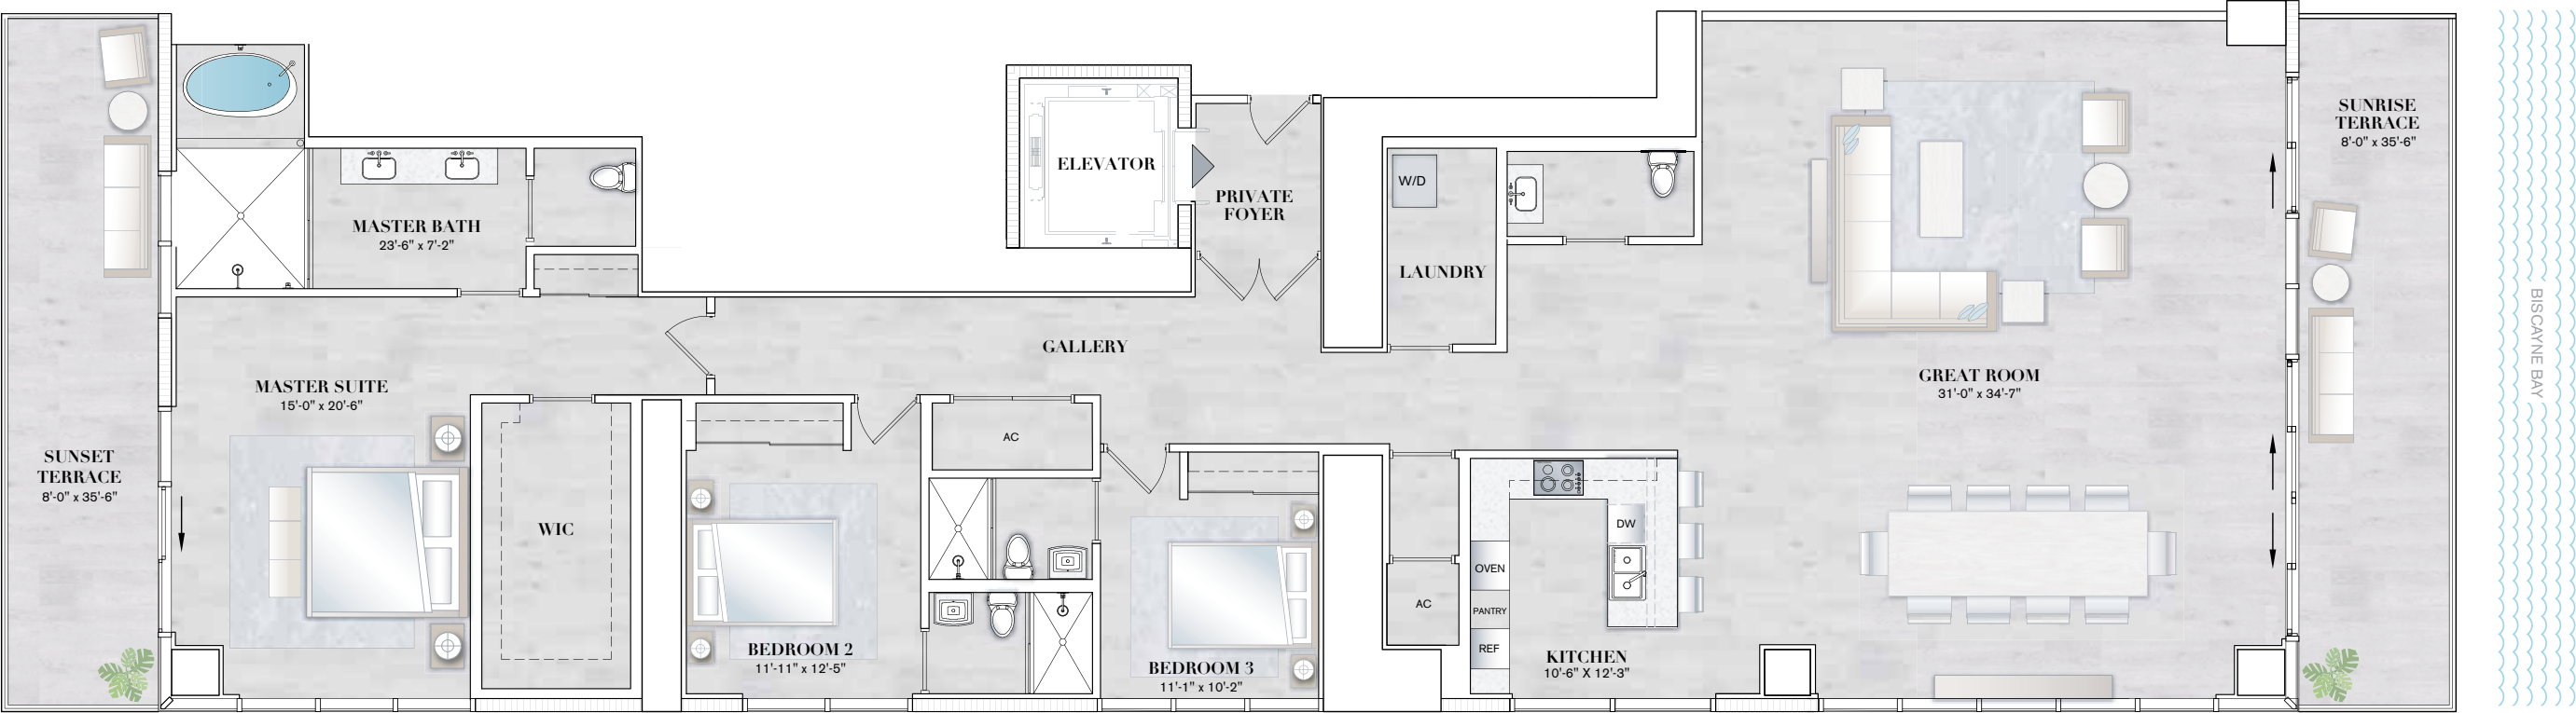 SUNSET
TERRACE
8'-0" x 35'-6"
MASTER BATH
23'-6" x 7'-2"
MASTER SUITE
15'-0" x 20'-6"
WIC
BEDROOM 2
11'-11" x 12'-5"
AC
GALLERY
ELEVATOR
PRIVATE
FOYER
BEDROOM 3
11'-1" x 10'-2"
W/D
LAUNDRY
AC
OVEN
PANTRY
REF
DW
KITCHEN
10'-6" X 12'-3"
GREAT ROOM
31'-0" x 34'-7"
SUNRISE
TERRACE
8'-0" x 35'-6"
BISCAYNE BAY